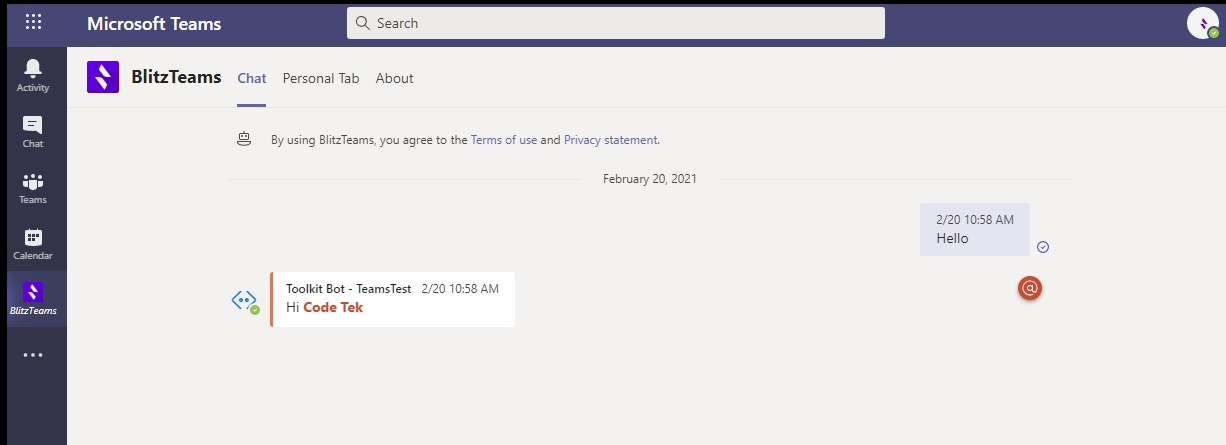 Microsoft Teams
Search
Activity
Chat
Teams
Calendar
BlitzTeams
BlitzTeams Chat Personal Tab About
By using BlitzTeams, you agree to the Terms of use and Privacy statement.
February 20, 2021
2/20 10:58 AM
Hello
Toolkit Bot - TeamsTest 2/20 10:58 AM
Hi Code Tek
@